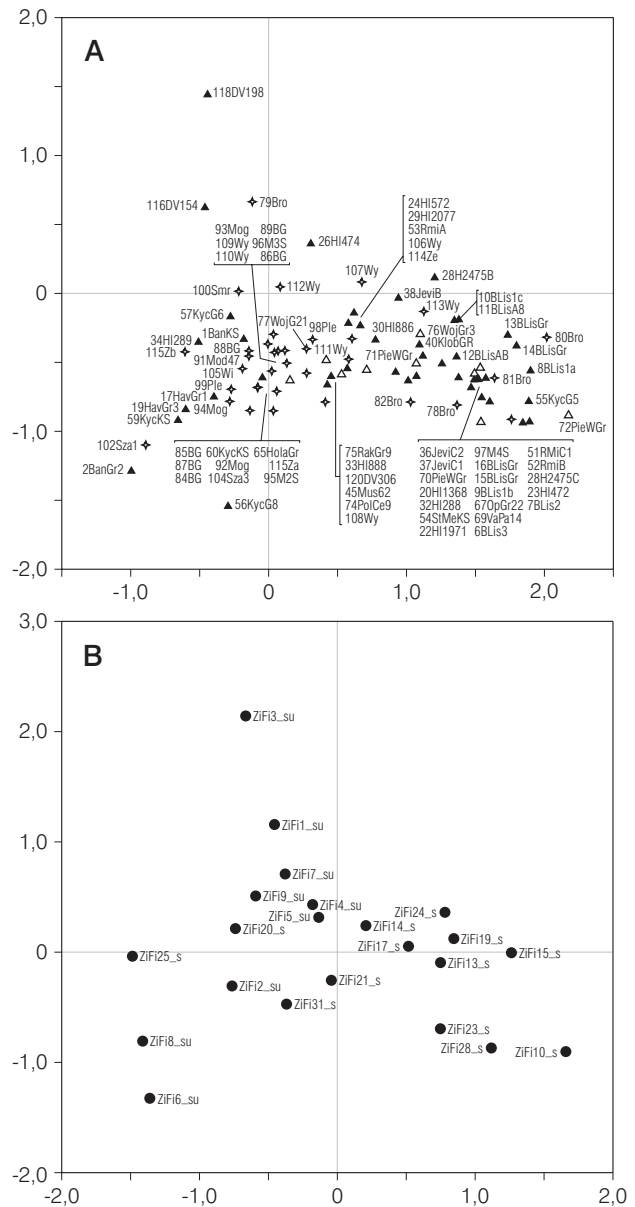 2,0
A
118DV198
1,0
116DV154
79Bro
93Mog 89BG
109Wy 96M3S
110Wy 86BG
26HI474
24HI572
29HI2077
53RmiA
106Wy
114Ze
107Wy
28H2475B
100Smr
112Wy
0
38JeviB
10BLis1c
11BLisA8
113Wy
57KycG6
77WojG21
98Ple
30HI886
76WojGr3
13BLisGr
80Bro
34HI289
1BanKS
40KlobGR
14BLisGr
115Zb
88BG
111Wy
71PieWGr
12BLisAB
91Mod47
8BLis1a
105Wi
81Bro
99Ple
17HavGr1
82Bro
78Bro
55KycG5
19HavGr3
94Mog
59KycKS
72PieWGr
-1,0
102Sza1
2BanGr2
56KycG8
85BG 60KycKS 65HolaGr
87BG 92Mog 115Za
84BG 104Sza3 95M2S
75RakGr9
33HI888
120DV306
45Mus62
74PolCe9
108Wy
36JeviC2 97M4S 51RMiC1
37JeviC1 16BLisGr 52RmiB
70PieWGr 15BLisGr 28H2475C
20HI1368 9BLis1b 23HI472
32HI288 67OpGr22 7BLis2
54StMeKS 69VaPa14
22HI1971 6BLis3
-2,0
-1,0 0 1,0 2,0
3,0
B
ZiFi3_su
2,0
ZiFi1_su
1,0
ZiFi7_su
ZiFi9_su
ZiFi4_su
ZiFi24_s
ZiFi5_su
ZiFi20_s
ZiFi14_s
ZiFi19_s
ZiFi17_s
0
ZiFi25_s
ZiFi15_s
ZiFi13_s
ZiFi2_su
ZiFi21_s
ZiFi31_s
ZiFi23_s
ZiFi8_su
ZiFi28_s
ZiFi10_s
-1,0
ZiFi6_su
-2,0
-2,0 -1,0 0 1,0 2,0